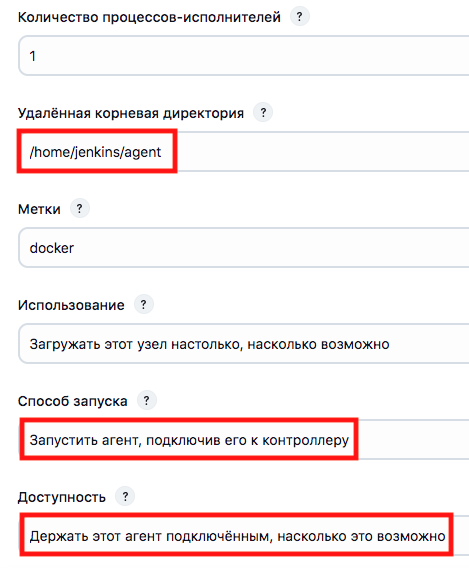 Количество процессов-исполнителей ?
1
Удалённая корневая директория ?
/home/jenkins/agent
Метки ?
docker
Использование ?
Загружать этот узел настолько, насколько возможно
Способ запуска ?
Запустить агент, подключив его к контроллеру
Доступность ?
Держать этот агент подключённым, насколько это возможно